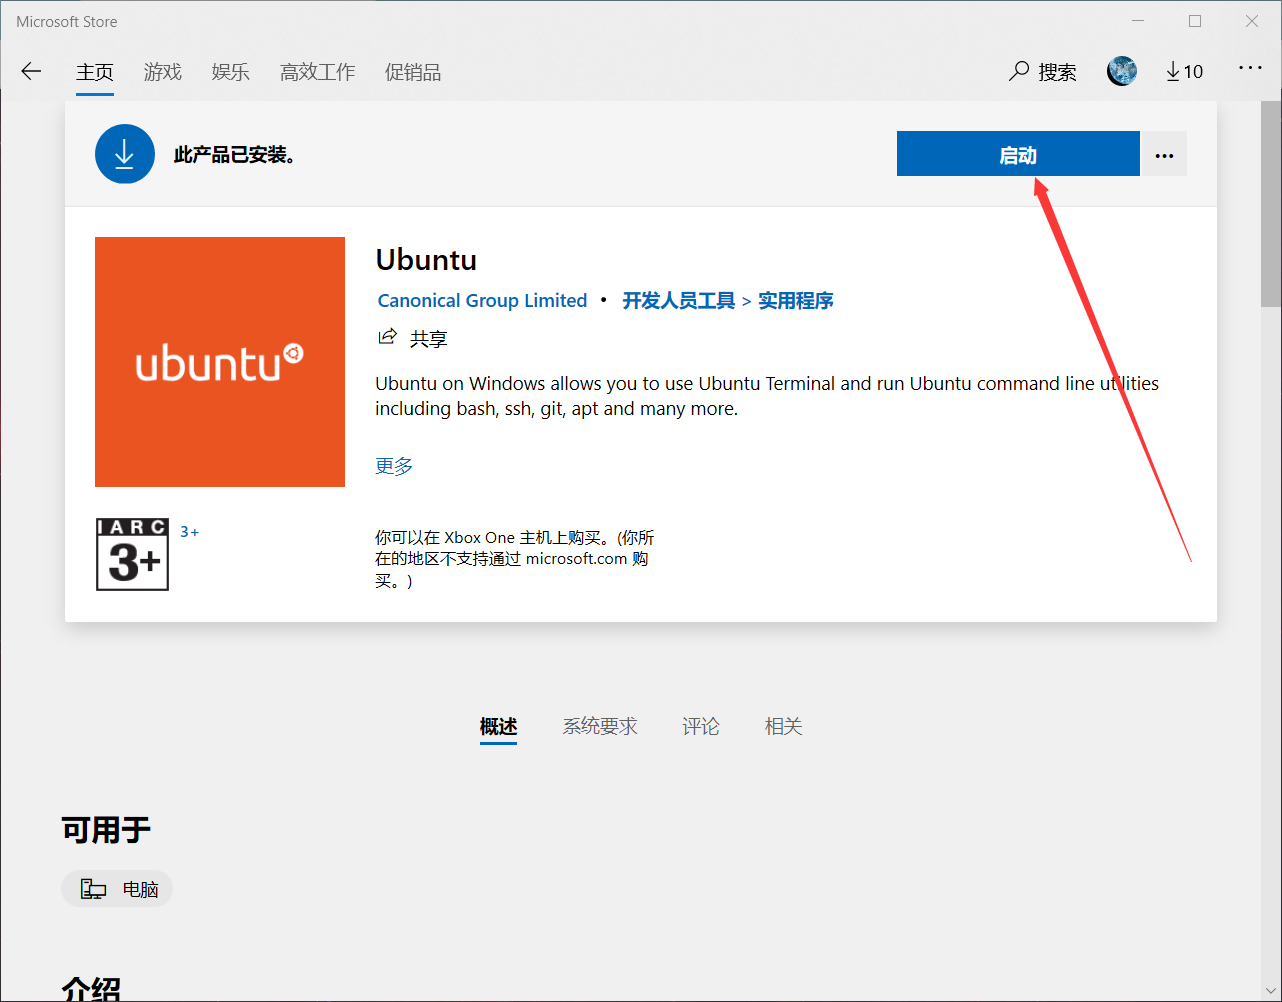 Microsoft Store
主页 游戏 娱乐 高效工作 促销品 搜索 10
此产品已安装。 启动
ubuntu
Ubuntu
Canonical Group Limited • 开发人员工具 > 实用程序
共享
Ubuntu on Windows allows you to use Ubuntu Terminal and run Ubuntu command line utilities
including bash, ssh, git, apt and many more.
更多
IARC
3+
3+
你可以在 Xbox One 主机上购买。(你所
在的地区不支持通过 microsoft.com 购
买。)
概述 系统要求 评论 相关
可用于
电脑
介绍